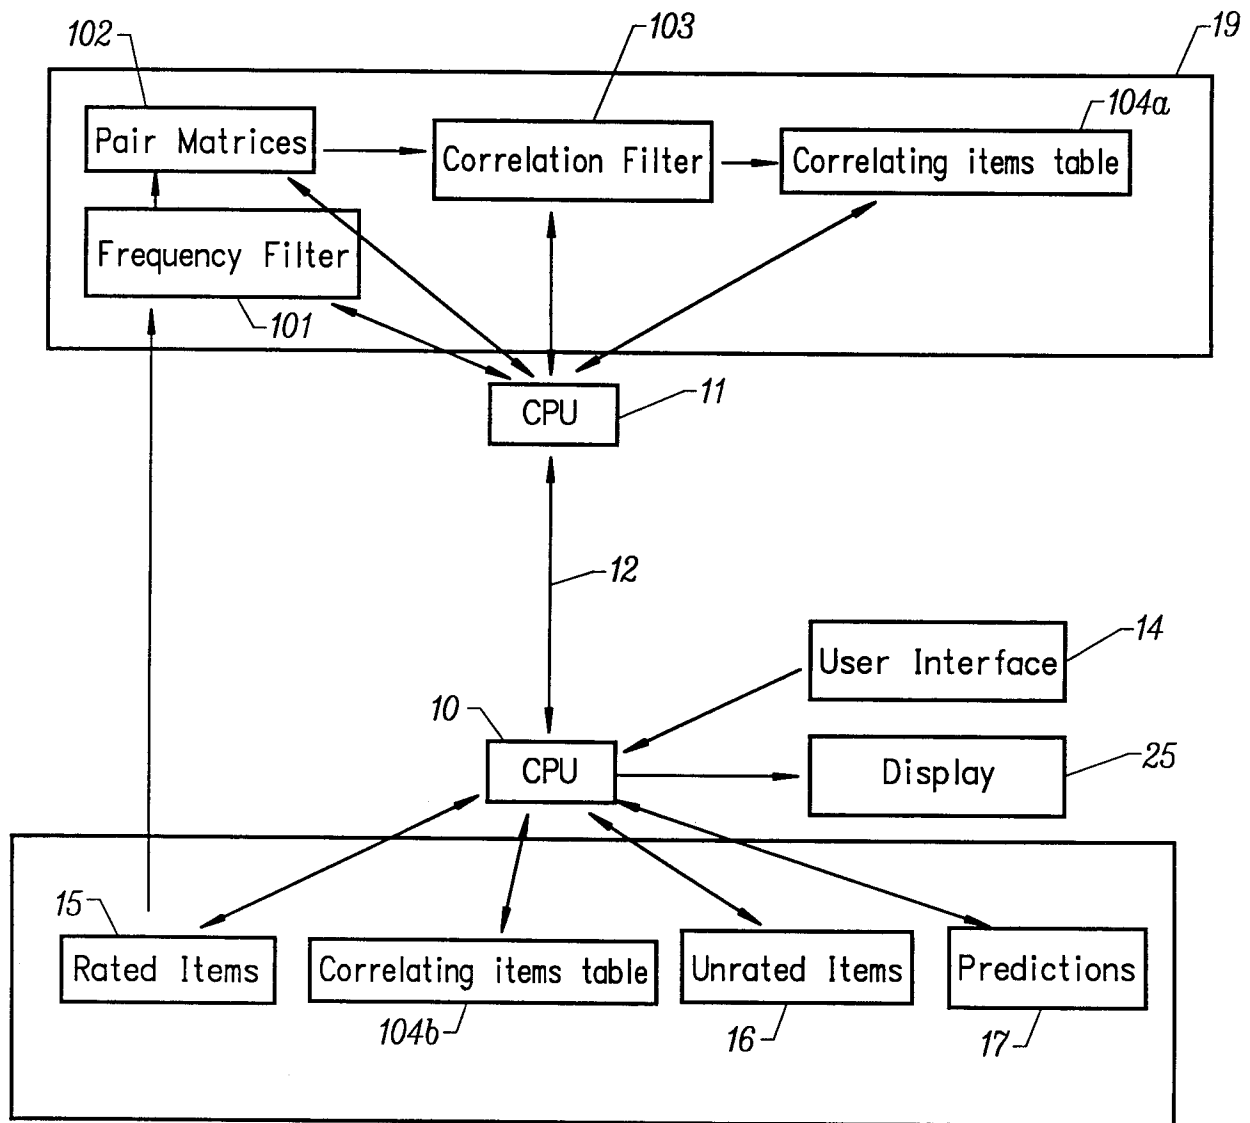 102
103
19
104a
Pair Matrices
Correlation Filter
Correlating items table
Frequency Filter
101
CPU
11
12
14
User Interface
10
CPU
Display
25
15
Rated Items
Correlating items table
Unrated Items
Predictions
104b
16
17